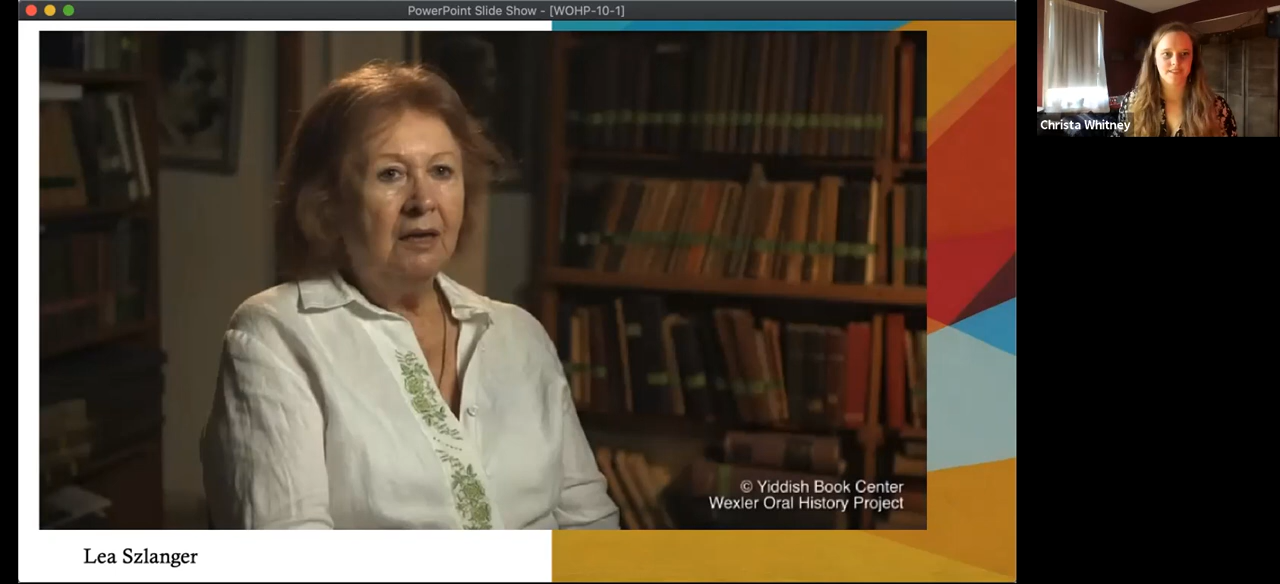 PowerPoint Slide Show - [WOHP-10-1]
Christa Whitney
© Yiddish Book Center
Wexler Oral History Project
Lea Szlanger